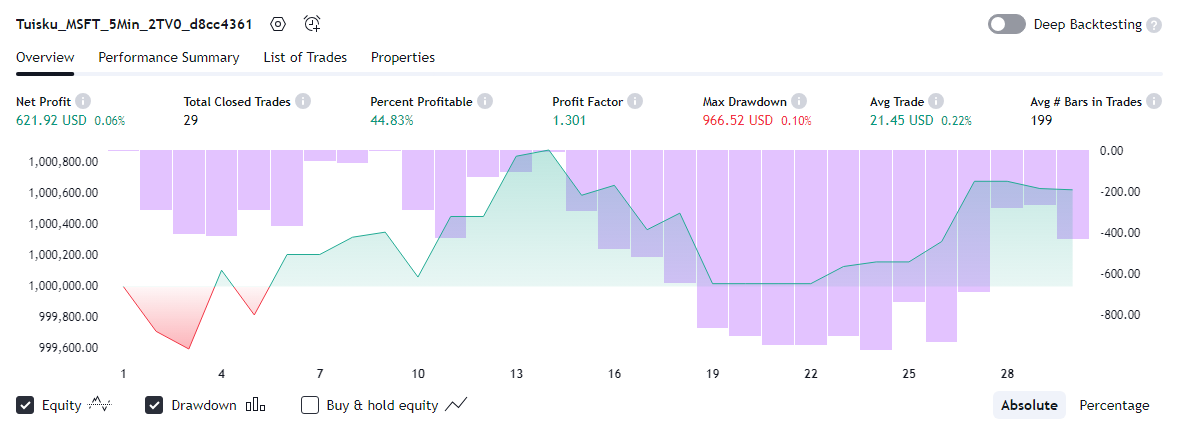 Tuisku_MSFT_5Min_2TV0_d8cc4361 Deep Backtesting ?
Overview Performance Summary List of Trades Properties
Net Profit i Total Closed Trades i Percent Profitable i Profit Factor i Max Drawdown i Avg Trade i Avg # Bars in Trades i
621.92 USD 0.06% 29 44.83% 1.301 966.52 USD 0.10% 21.45 USD 0.22% 199
0.00
1,000,800.00
-200.00
1,000,600.00
1,000,400.00
-400.00
1,000,200.00
-600.00
1,000,000.00
999,800.00 -800.00
999,600.00
1 4 7 10 13 16 19 22 25 28
Equity Drawdown Buy & hold equity Absolute Percentage